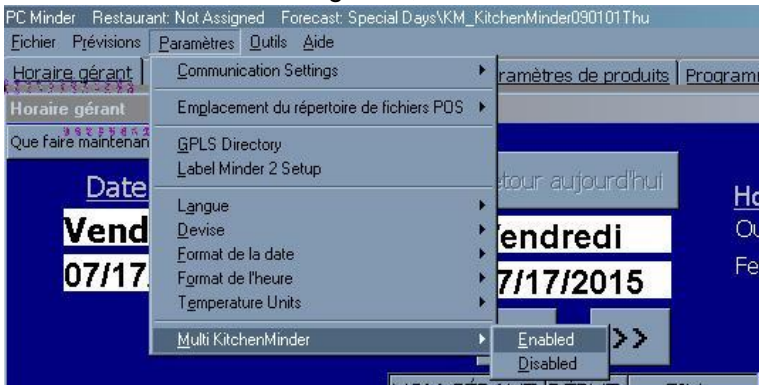 PC Minder Restaurant: Not Assigned Forecast: Special Days\KM_KitchenMinder090101Thu
Fichier Prévisions Paramètres Outils Aide
Horaire gérant
ramètres de produits
Horaire gérant
Que faire maintenan
Communication Settings
Emplacement du répertoire de fichiers POS
GPLS Directory
Label Minder 2 Setup
Langue
Devise
Format de la date
Format de l'heure
Temperature Units
Multi KitchenMinder
Enabled
Disabled
Date
etour aujourd'hui
Vend
endredi
07/17
7/17/2015
>>